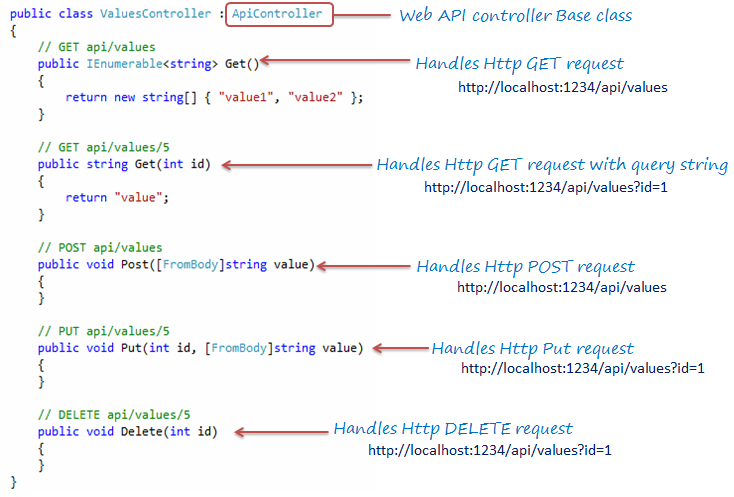 public class ValuesController : ApiController Web API controller Base class
{
// GET api/values
public IEnumerable<string> Get() Handles Http GET request
{ http://localhost:1234/api/values
return new string[] { "value1", "value2" };
}
// GET api/values/5
public string Get(int id) Handles Http GET request with query string
{ http://localhost:1234/api/values?id=1
return "value";
}
// POST api/values
public void Post([FromBody]string value) Handles Http POST request
{ http://localhost:1234/api/values
}
// PUT api/values/5
public void Put(int id, [FromBody]string value) Handles Http Put request
{ http://localhost:1234/api/values?id=1
}
// DELETE api/values/5
public void Delete(int id) Handles Http DELETE request
{ http://localhost:1234/api/values?id=1
}
}